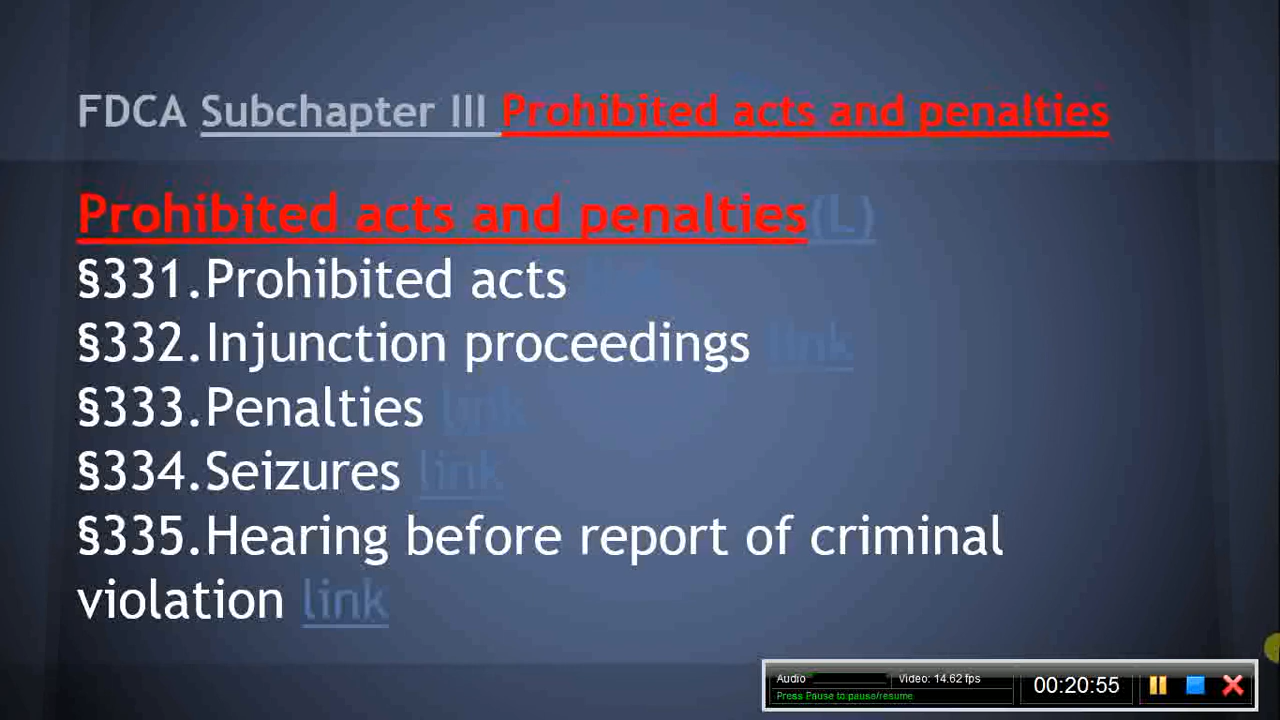 FDCA Subchapter III Prohibited acts and penalties
Prohibited acts and penalties(L)
§331.Prohibited acts link
§332.Injunction proceedings link
§333.Penalties link
§334.Seizures link
§335.Hearing before report of criminal
violation link
Audio Video: 14.62 fps
Press Pause to pause/resume
00:20:55